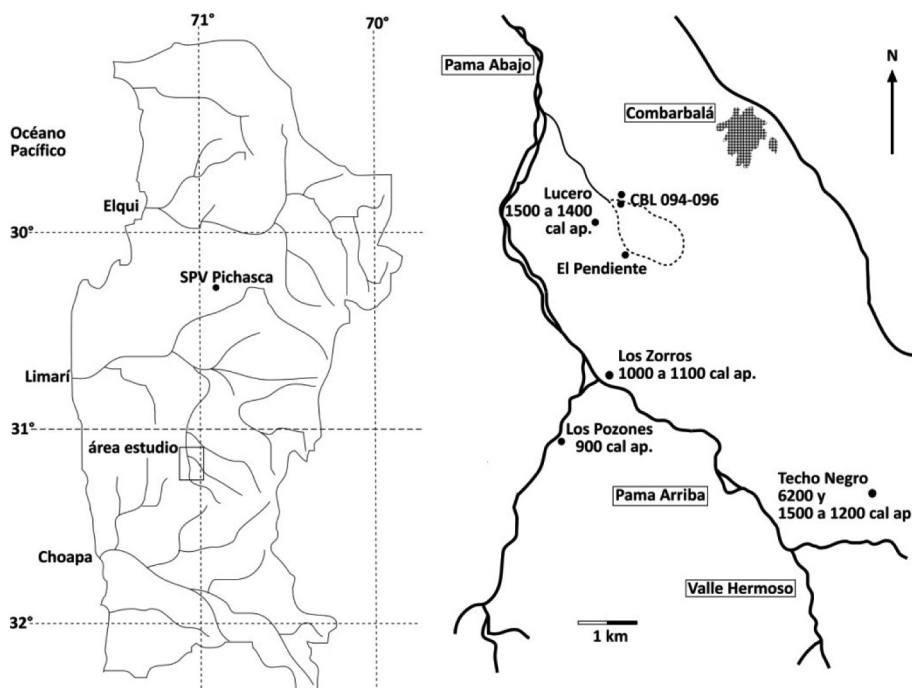 71°
70°
Océano
Pacífico
Elqui
30°
SPV Pichasca
Limarí
31°
área estudio
Choapa
32°
Pama Abajo
N
Combarbalá
Lucero
1500 a 1400
cal ap.
CBL 094-096
El Pendiente
Los Zorros
1000 a 1100 cal ap.
Los Pozones
900 cal ap.
Techo Negro
6200 y
1500 a 1200 cal ap
Pama Arriba
Valle Hermoso
1 km